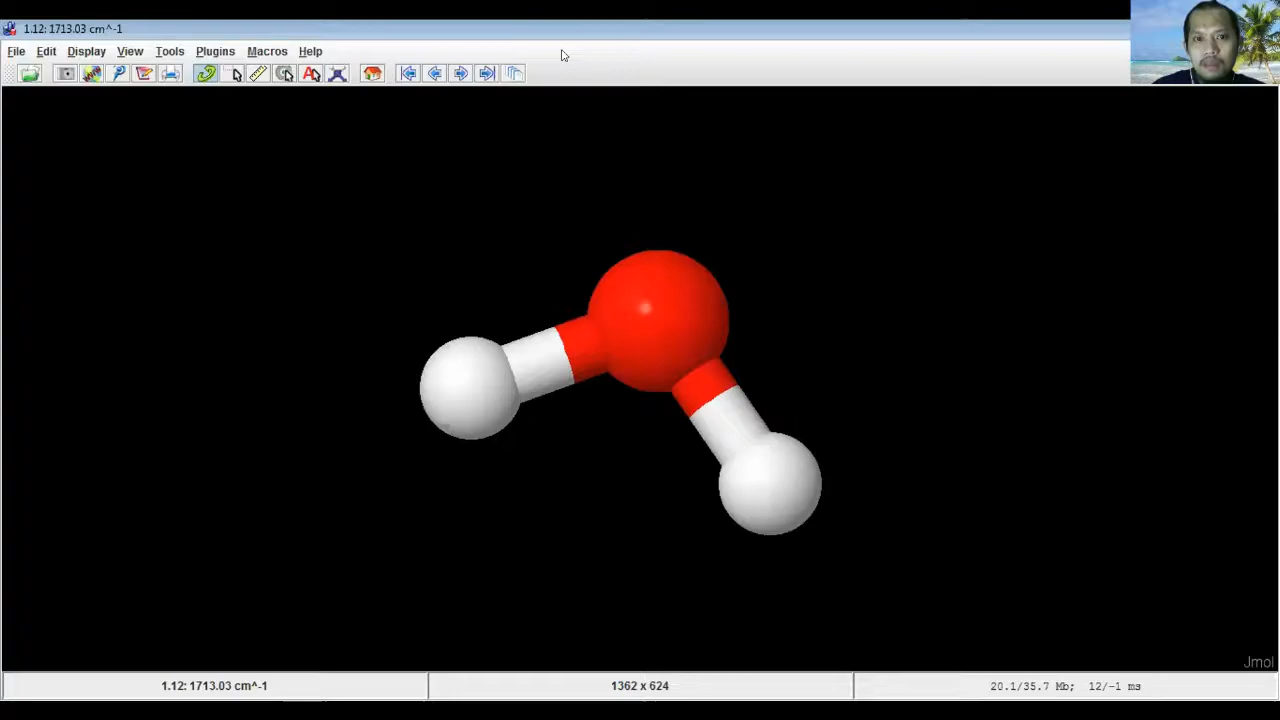 1.12: 1713.03 cm^-1
File Edit Display View Tools Plugins Macros Help
Jmol
1.12: 1713.03 cm^-1 1362 x 624 20.1/35.7 Mb; 12/-1 ms